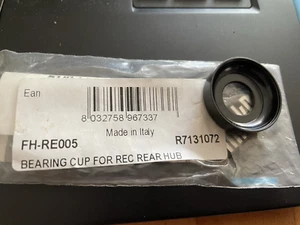 Ean
8 032758 967337
Made in Italy
FH-RE005 R7131072
BEARING CUP FOR REC REAR HUB